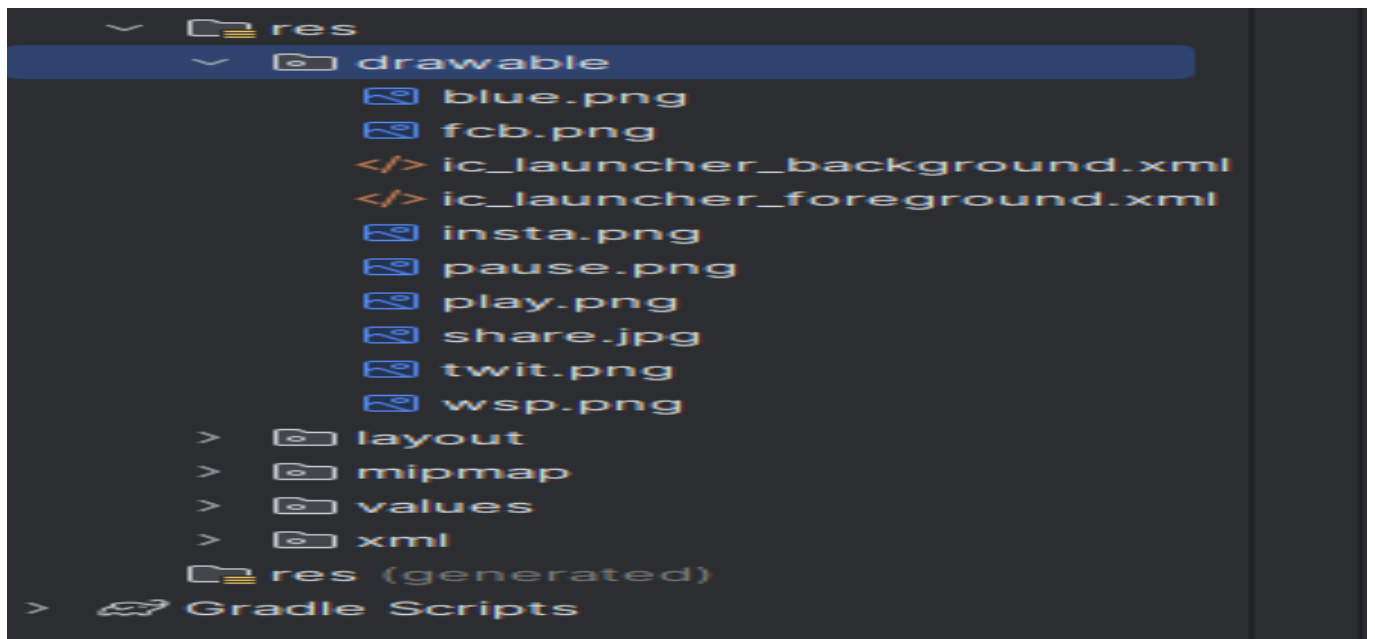 res
drawable
blue.png
fcb.png
ic_launcher_background.xml
ic_launcher_foreground.xml
insta.png
pause.png
play.png
share.jpg
twit.png
wsp.png
layout
mipmap
values
xml
res (generated)
Gradle Scripts